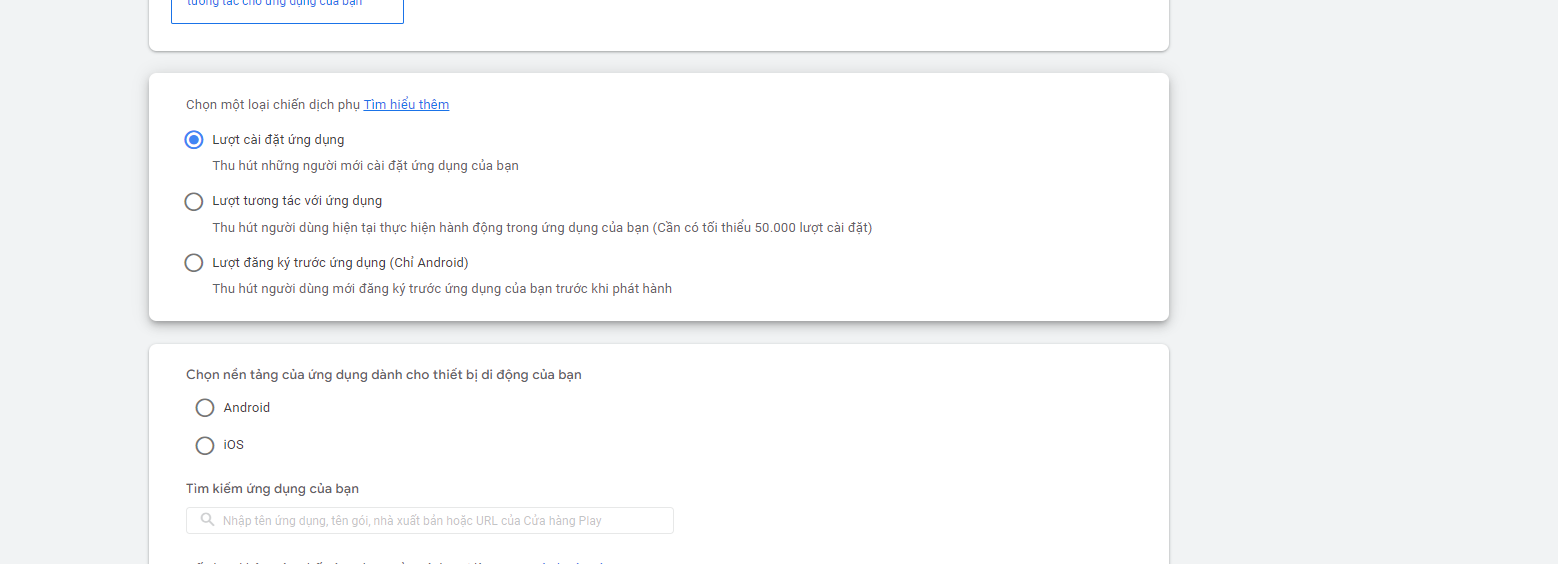 tương tác cho ứng dụng của bạn
Chọn một loại chiến dịch phụ Tìm hiểu thêm
Lượt cài đặt ứng dụng
Thu hút những người mới cài đặt ứng dụng của bạn
Lượt tương tác với ứng dụng
Thu hút người dùng hiện tại thực hiện hành động trong ứng dụng của bạn (Cần có tối thiểu 50.000 lượt cài đặt)
Lượt đăng ký trước ứng dụng (Chỉ Android)
Thu hút người dùng mới đăng ký trước ứng dụng của bạn trước khi phát hành
Chọn nền tảng của ứng dụng dành cho thiết bị di động của bạn
Android
iOS
Tìm kiếm ứng dụng của bạn
Nhập tên ứng dụng, tên gói, nhà xuất bản hoặc URL của Cửa hàng Play